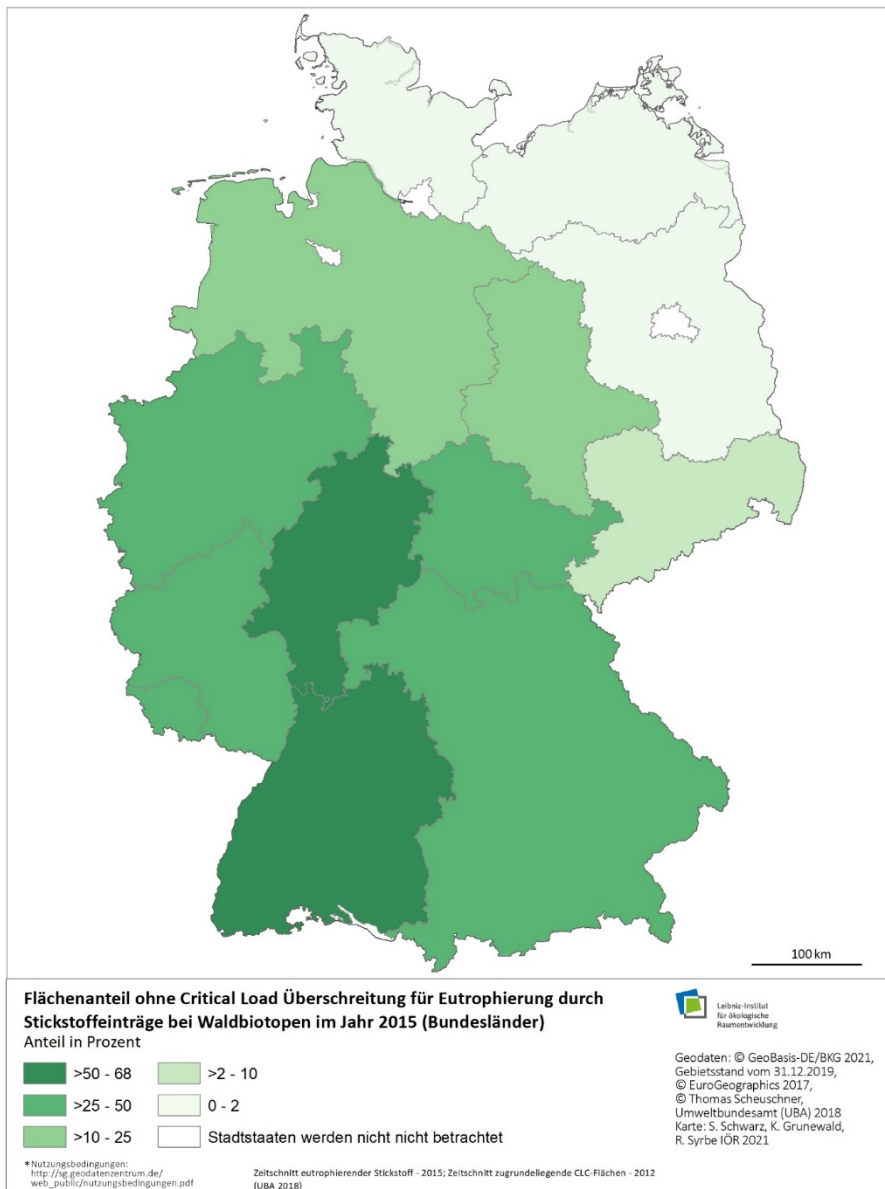 100 km
Flächenanteil ohne Critical Load Überschreitung für Eutrophierung durch
Stickstoffeinträge bei Waldbiotopen im Jahr 2015 (Bundesländer)
Anteil in Prozent
>50 - 68
>2 - 10
>25 - 50
0 - 2
>10 - 25
Stadtstaaten werden nicht nicht betrachtet
*Nutzungsbedingungen:
http://sg.geodatenzentrum.de/
web_public/nutzungsbedingungen.pdf
Zeitschnitt eutrophierender Stickstoff - 2015; Zeitschnitt zugrundeliegende CLC-Flächen - 2012
(UBA 2018)
Leibniz-Institut
für ökologische
Raumentwicklung
Geodaten: © GeoBasis-DE/BKG 2021,
Gebietsstand vom 31.12.2019,
© EuroGeographics 2017,
© Thomas Scheuschner,
Umweltbundesamt (UBA) 2018
Karte: S. Schwarz, K. Grunewald,
R. Syrbe IÖR 2021